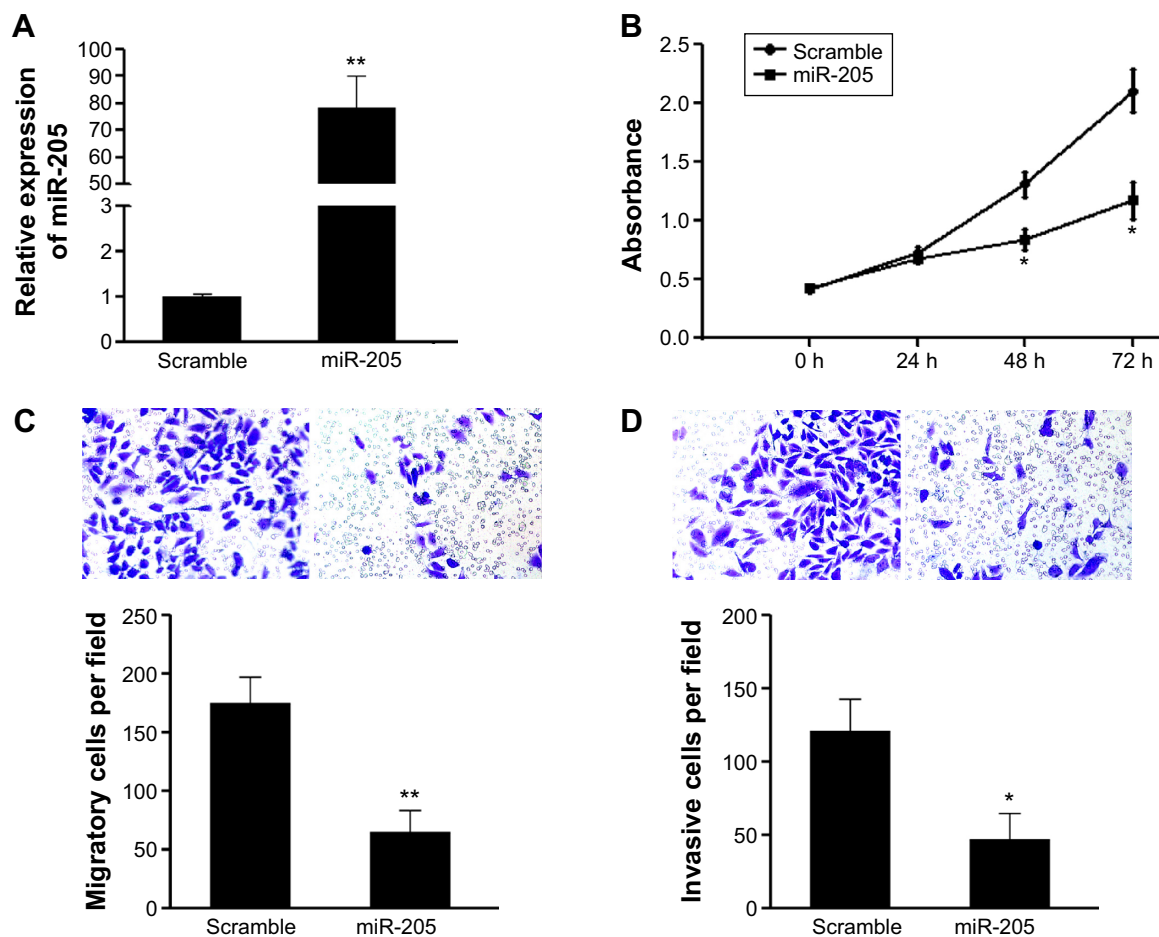 A
Relative expression
of miR-205
100
90
80
70
60
50
3
2
1
0
**
Scramble
miR-205
B
Absorbance
2.5
2.0
1.5
1.0
0.5
0.0
Scramble
miR-205
*
*
0 h
24 h
48 h
72 h
C
Migratory cells per field
250
200
150
100
50
0
**
Scramble
miR-205
D
Invasive cells per field
200
150
100
50
0
*
Scramble
miR-205